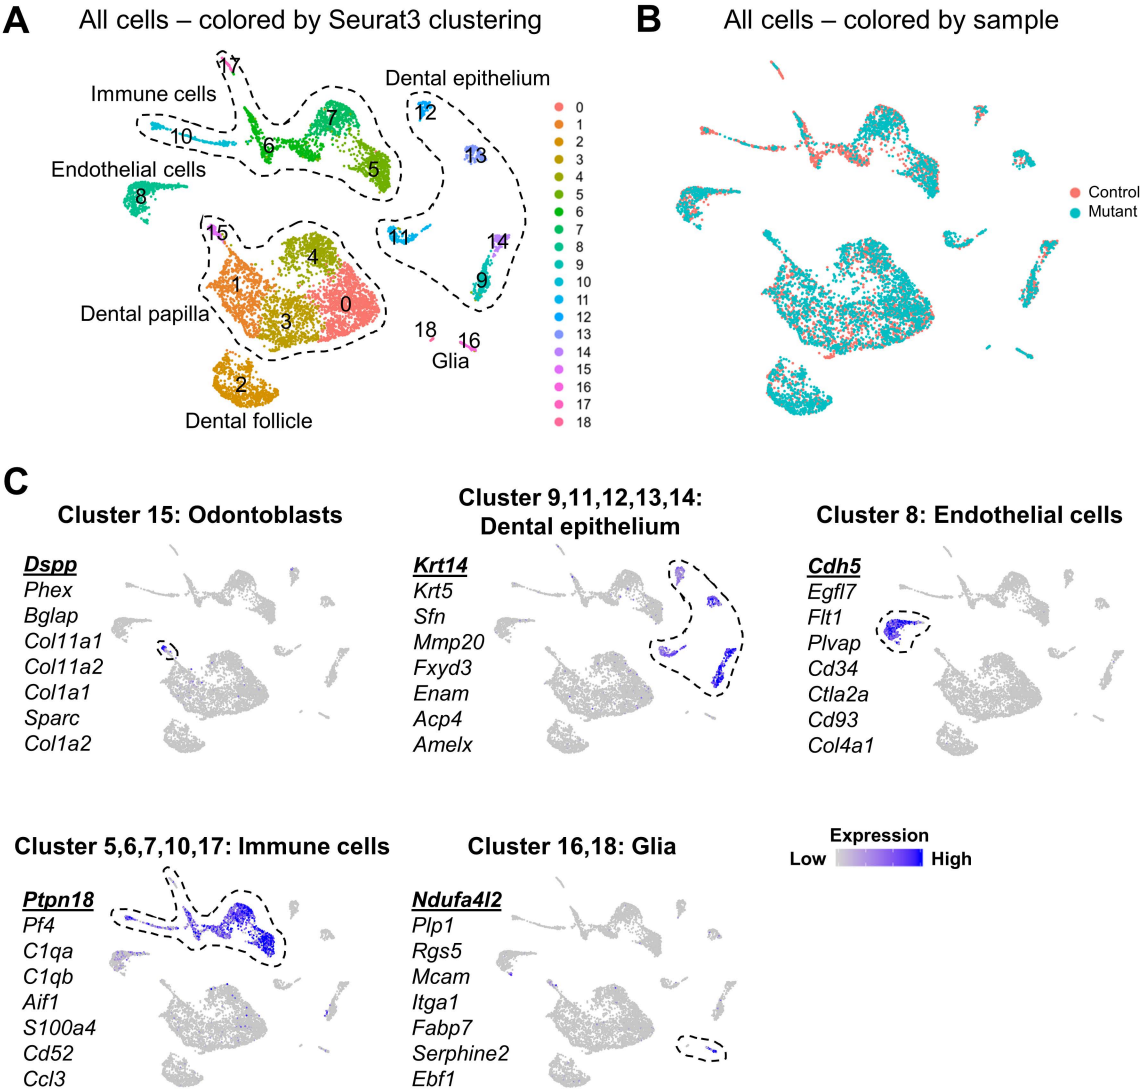 A
All cells – colored by Seurat3 clustering
17
Immune cells
10
6
7
5
Dental epithelium
12
13
Endothelial cells
8
11
14
9
15
1
4
3
0
Dental papilla
18
16
Glia
2
Dental follicle
0
1
2
3
4
5
6
7
8
9
10
11
12
13
14
15
16
17
18
B
All cells – colored by sample
Control
Mutant
C
Cluster 15: Odontoblasts
Dspp
Phex
Bglap
Col11a1
Col11a2
Col1a1
Sparc
Col1a2
Cluster 9,11,12,13,14:
Dental epithelium
Krt14
Krt5
Sfn
Mmp20
Fxyd3
Enam
Acp4
Amelx
Cluster 8: Endothelial cells
Cdh5
Egfl7
Flt1
Plvap
Cd34
Ctla2a
Cd93
Col4a1
Cluster 5,6,7,10,17: Immune cells
Ptpn18
Pf4
C1qa
C1qb
Aif1
S100a4
Cd52
Ccl3
Cluster 16,18: Glia
Ndufa4l2
Plp1
Rgs5
Mcam
Itga1
Fabp7
Serphine2
Ebf1
Expression
Low High